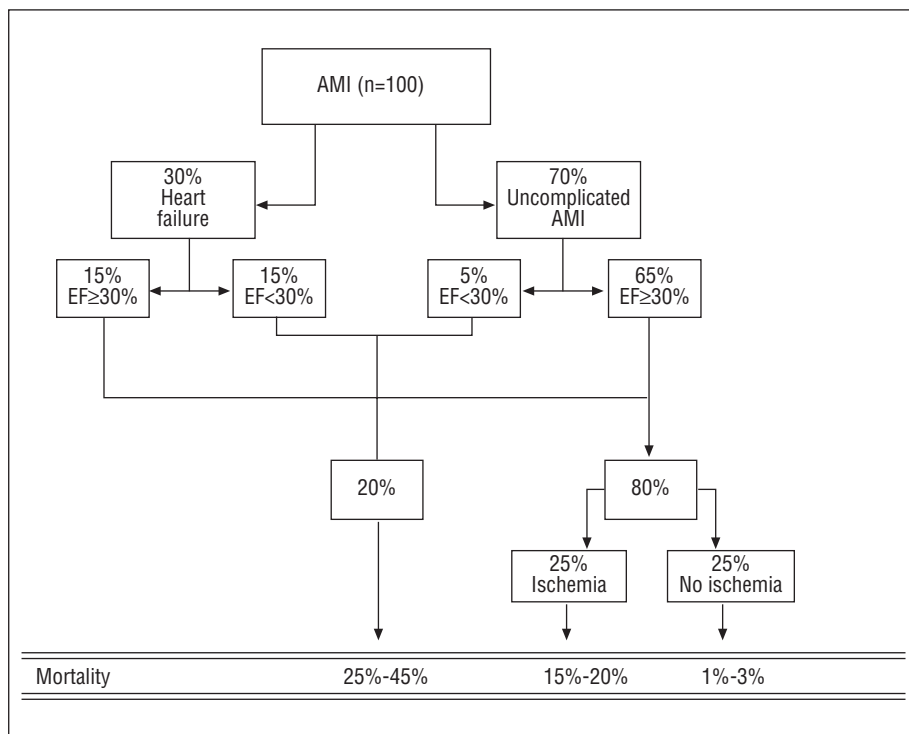 AMI (n=100)
30%
Heart
failure
70%
Uncomplicated
AMI
15%
EF≥30%
15%
EF<30%
5%
EF<30%
65%
EF≥30%
20%
80%
25%
Ischemia
25%
No ischemia
Mortality 25%-45% 15%-20% 1%-3%